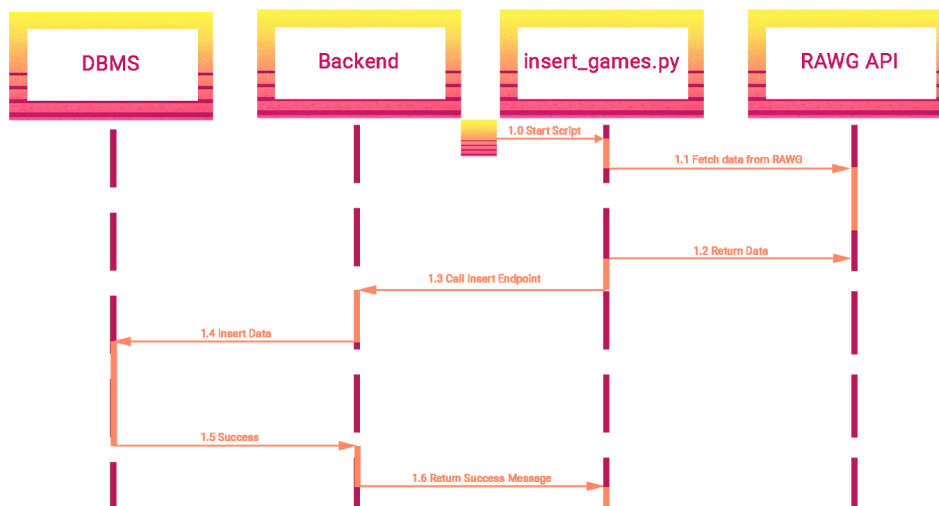 DBMS
Backend
insert_games.py
RAWG API
1.0 Start Script
1.1 Fetch data from RAWG
1.2 Return Data
1.3 Call Insert Endpoint
1.4 Insert Data
1.5 Success
1.6 Return Success Message